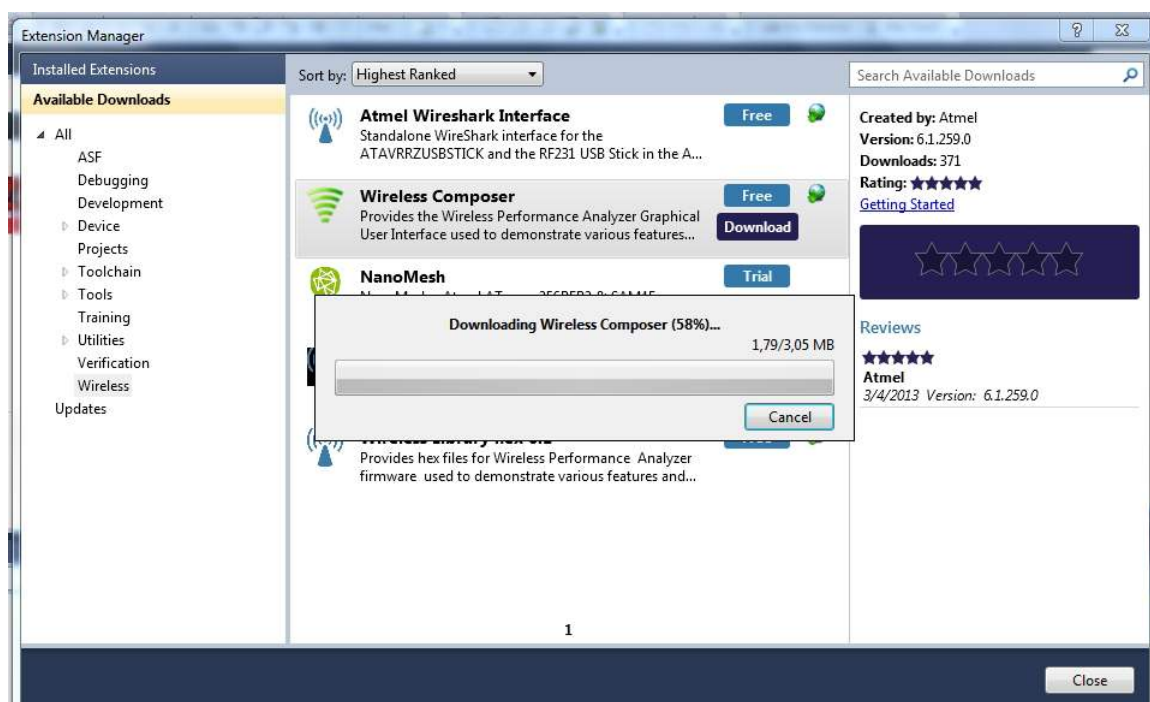 Extension Manager
Installed Extensions
Available Downloads
All
ASF
Debugging
Development
Device
Projects
Toolchain
Tools
Training
Utilities
Verification
Wireless
Updates
Sort by: Highest Ranked
Atmel Wireshark Interface
Free
Standalone WireShark interface for the
ATAVRRZUSBSTICK and the RF231 USB Stick in the A...
Wireless Composer
Free
Provides the Wireless Performance Analyzer Graphical
User Interface used to demonstrate various features...
Download
NanoMesh
Trial
Downloading Wireless Composer (58%)...
1,79/3,05 MB
Cancel
Provides hex files for Wireless Performance Analyzer
firmware used to demonstrate various features and...
1
Search Available Downloads
Created by: Atmel
Version: 6.1.259.0
Downloads: 371
Rating:
Getting Started
Reviews
Atmel
3/4/2013 Version: 6.1.259.0
Close